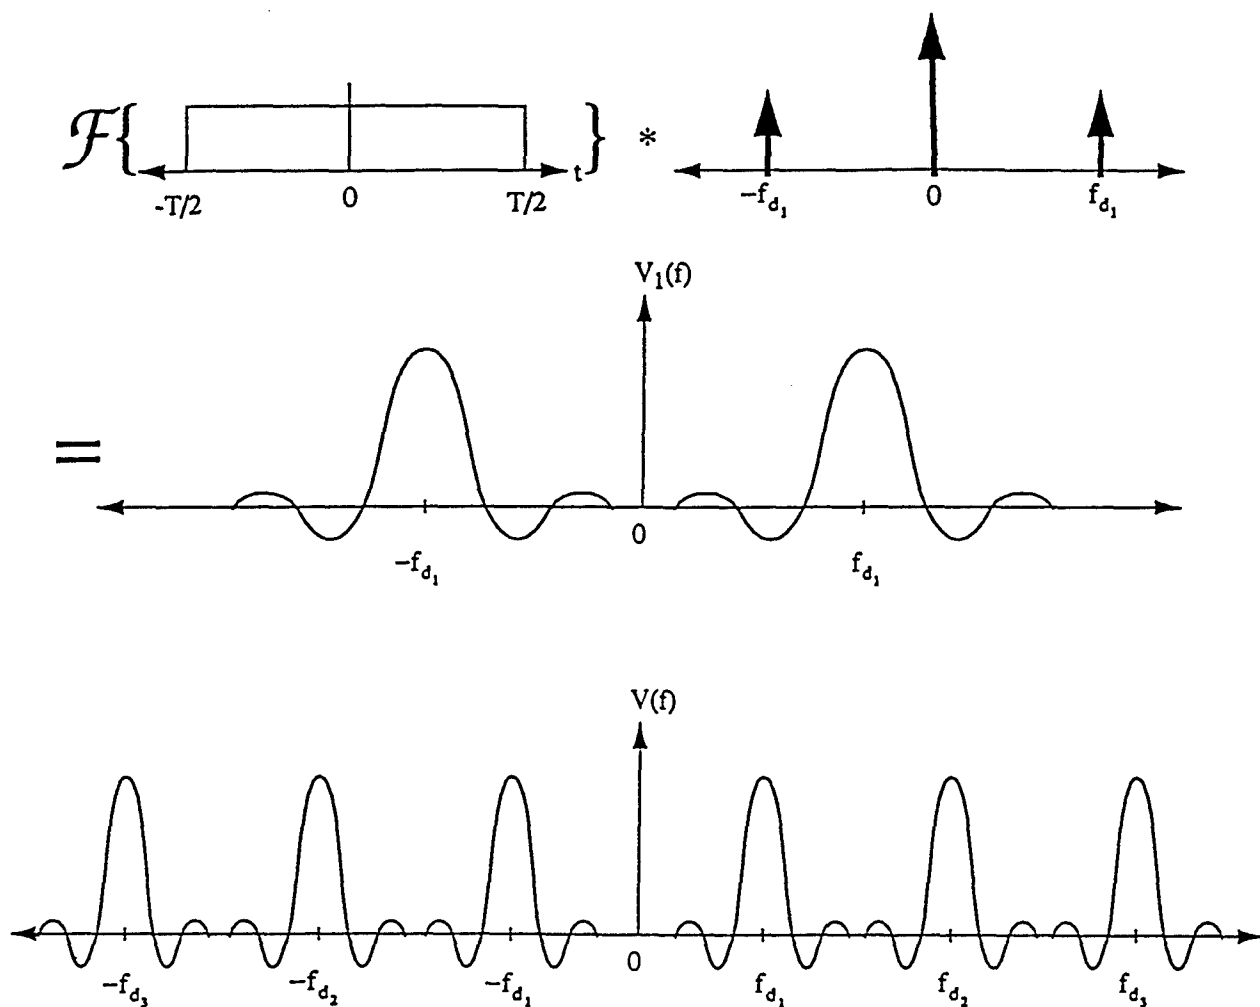 ℱ{ t } *
-T/2 0 T/2 −f_{d_1} 0 f_{d_1}
V_1(f)
=
0
−f_{d_1} f_{d_1}
V(f)
0
−f_{d_3} −f_{d_2} −f_{d_1} f_{d_1} f_{d_2} f_{d_3}